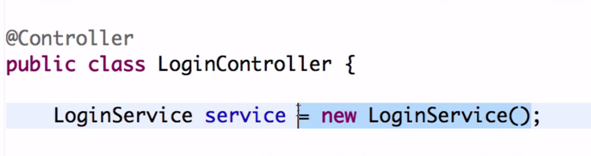 @Controller
public class LoginController {
LoginService service = new LoginService();